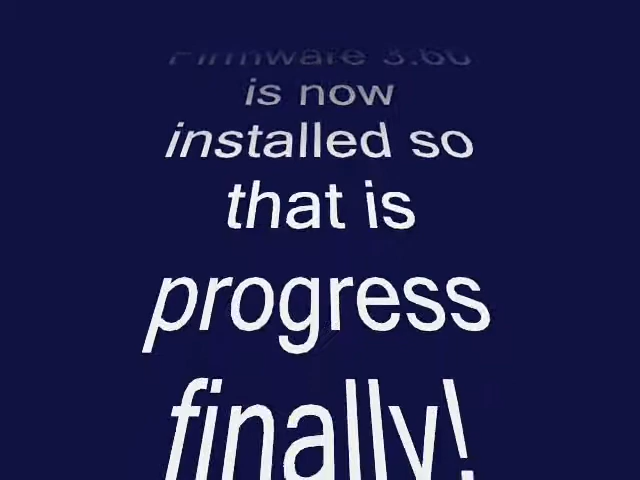 Firmware 3.60
is now
installed so
that is
progress
finally!